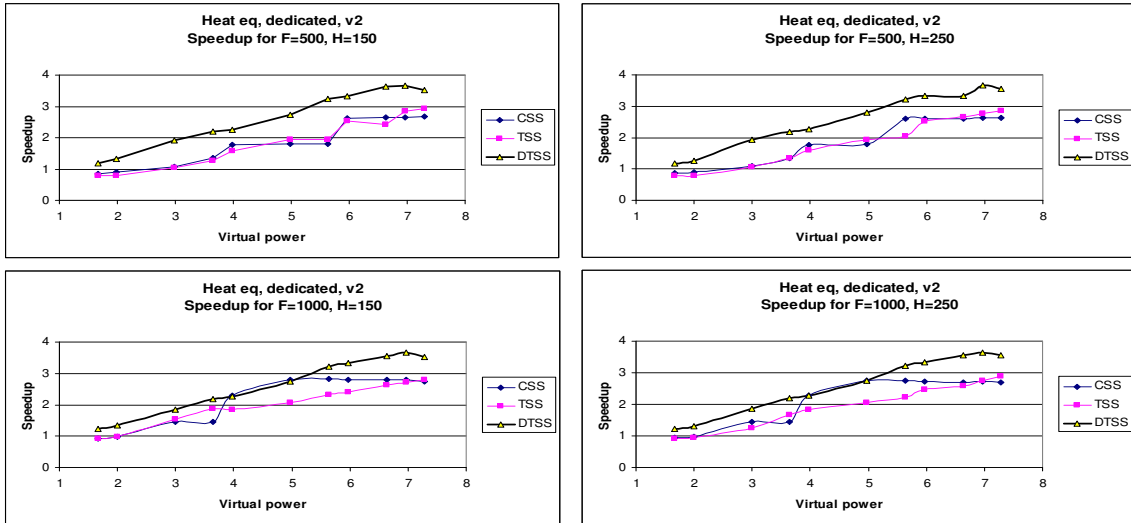 Heat eq, dedicated, v2
Speedup for F=500, H=150
4
3
2
1
0
Speedup
1 2 3 4 5 6 7 8
Virtual power
CSS
TSS
DTSS
Heat eq, dedicated, v2
Speedup for F=500, H=250
4
3
2
1
0
Speedup
1 2 3 4 5 6 7 8
Virtual power
CSS
TSS
DTSS
Heat eq, dedicated, v2
Speedup for F=1000, H=150
4
3
2
1
0
Speedup
1 2 3 4 5 6 7 8
Virtual power
CSS
TSS
DTSS
Heat eq, dedicated, v2
Speedup for F=1000, H=250
4
3
2
1
0
Speedup
1 2 3 4 5 6 7 8
Virtual power
CSS
TSS
DTSS